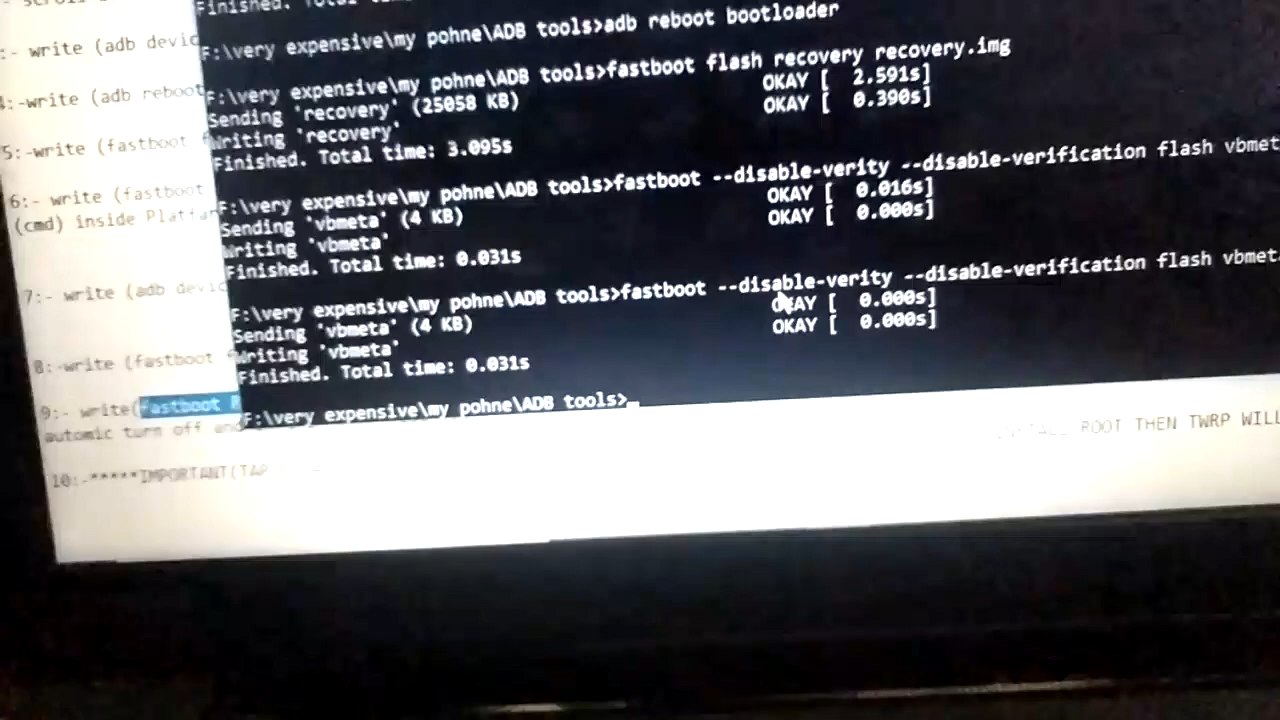 Finished. Total time
:- write (adb devic
F:\very expensive\my pohne\ADB tools>adb reboot bootloader
4:-write (adb reboot
F:\very expensive\my pohne\ADB tools>fastboot flash recovery recovery.img
Sending 'recovery' (25058 KB) OKAY [ 2.591s]
5:-write (fastboot
Writing 'recovery' OKAY [ 0.390s]
Finished. Total time: 3.095s
6:- write (fastboot
(cmd) inside Platfar
F:\very expensive\my pohne\ADB tools>fastboot --disable-verity --disable-verification flash vbmet
Sending 'vbmeta' (4 KB) OKAY [ 0.016s]
Writing 'vbmeta' OKAY [ 0.000s]
Finished. Total time: 0.031s
7:- write (adb devic
F:\very expensive\my pohne\ADB tools>fastboot --disable-verity --disable-verification flash vbmet
Sending 'vbmeta' (4 KB) OKAY [ 0.000s]
8:-write (fastboot
Writing 'vbmeta' OKAY [ 0.000s]
Finished. Total time: 0.031s
9:- write(fastboot
automic turn off and
F:\very expensive\my pohne\ADB tools>
ROOT THEN TWRP WILL
10:-*****IMPORTANT(TAP